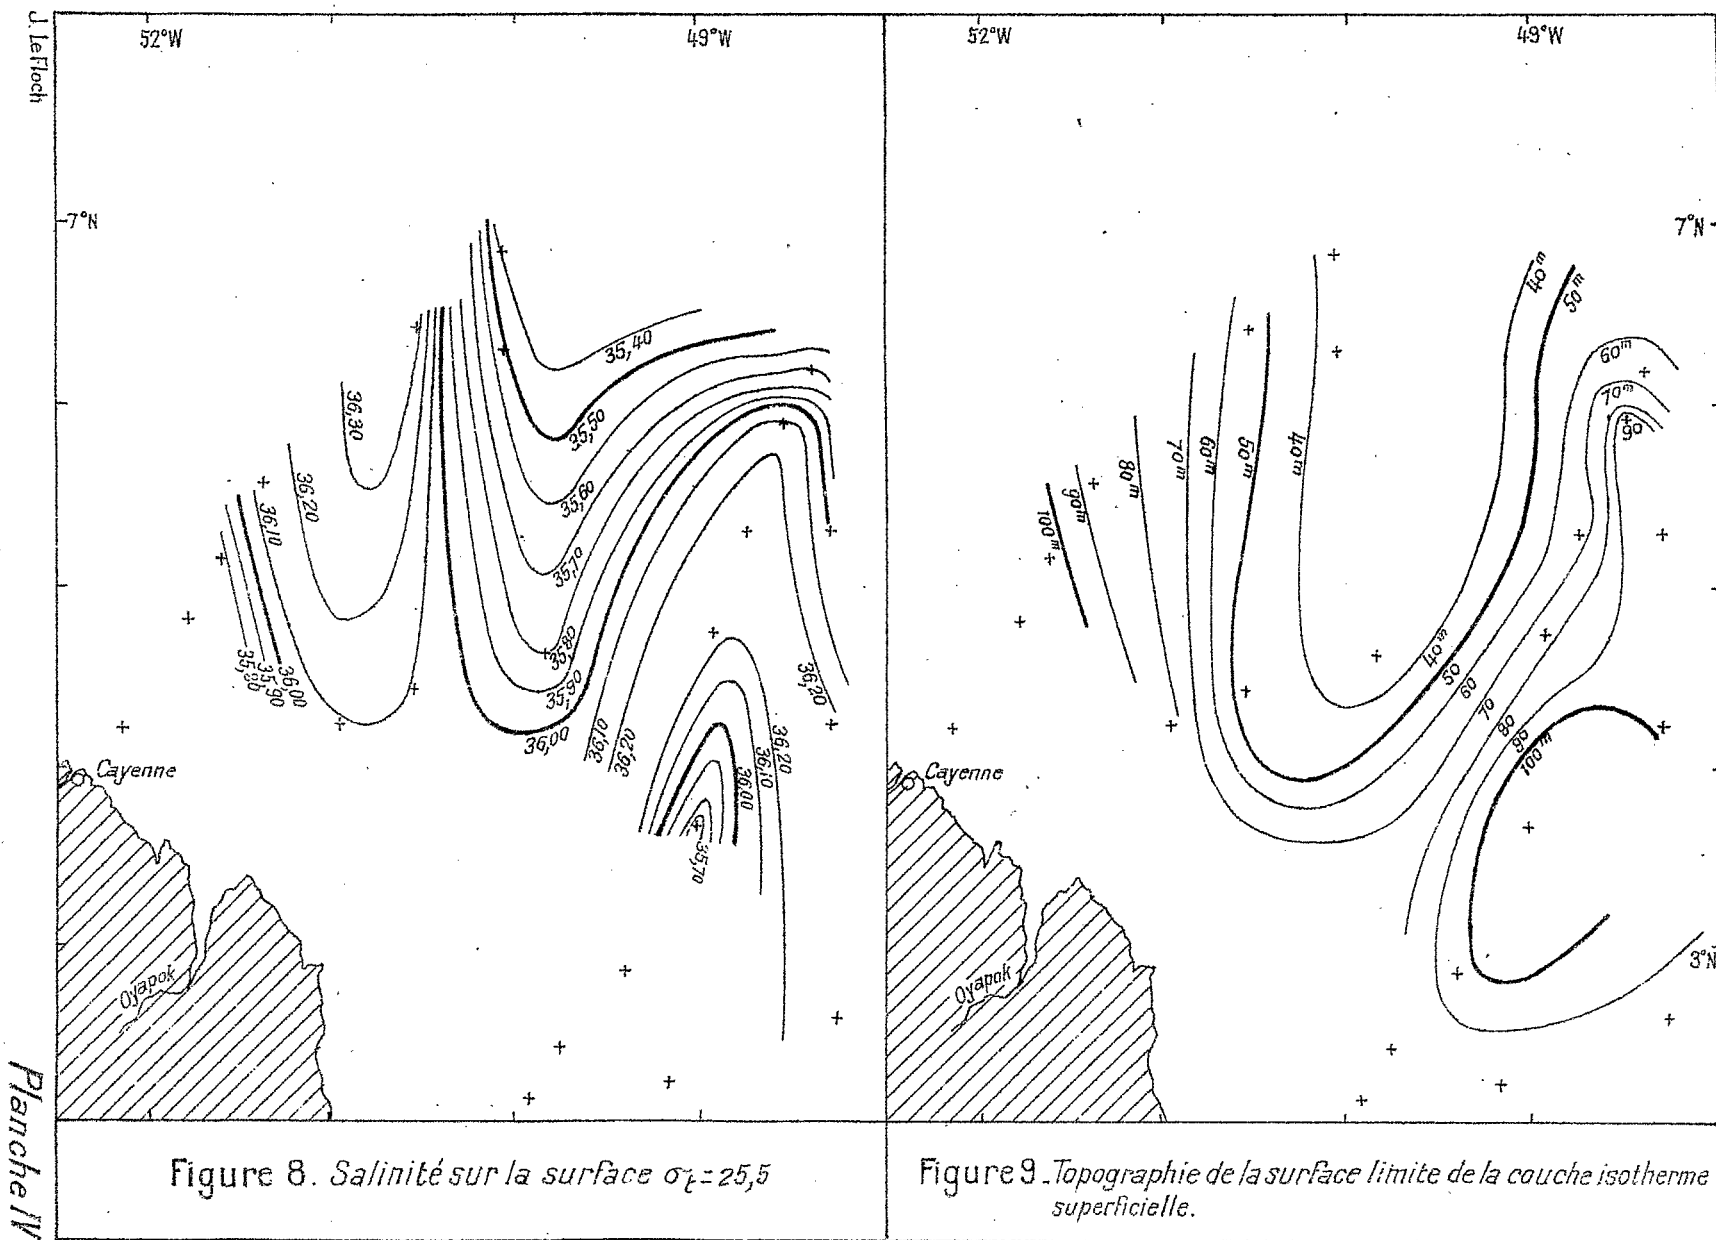 J. Le Floch
Planche IV
52°W
49°W
7°N
35,40
35,50
35,60
35,70
35,80
35,90
36,00
36,10
36,20
36,30
36,20
36,10
36,00
35,90
35,80
36,20
36,20
36,10
36,00
35,70
Cayenne
Oyapok
Figure 8. Salinité sur la surface σt=25,5
52°W
49°W
7°N
3°N
40m
50m
60m
70m
90
100m
90m
80m
70m
60m
50m
40m
40m
50
60
70
80
90
100m
Cayenne
Oyapok
Figure 9. Topographie de la surface limite de la couche isotherme
superficielle.